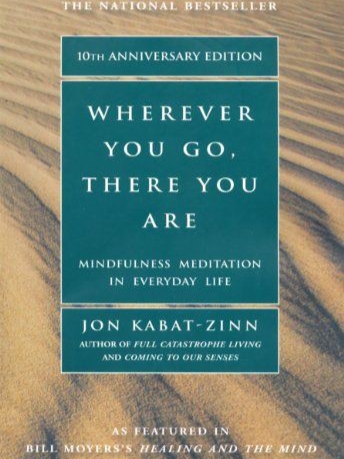 THE NATIONAL BESTSELLER
10TH ANNIVERSARY EDITION
WHEREVER
YOU GO,
THERE YOU
ARE
MINDFULNESS MEDITATION
IN EVERYDAY LIFE
JON KABAT-ZINN
AUTHOR OF FULL CATASTROPHE LIVING
AND COMING TO OUR SENSES
AS FEATURED IN
BILL MOYERS'S HEALING AND THE MIND